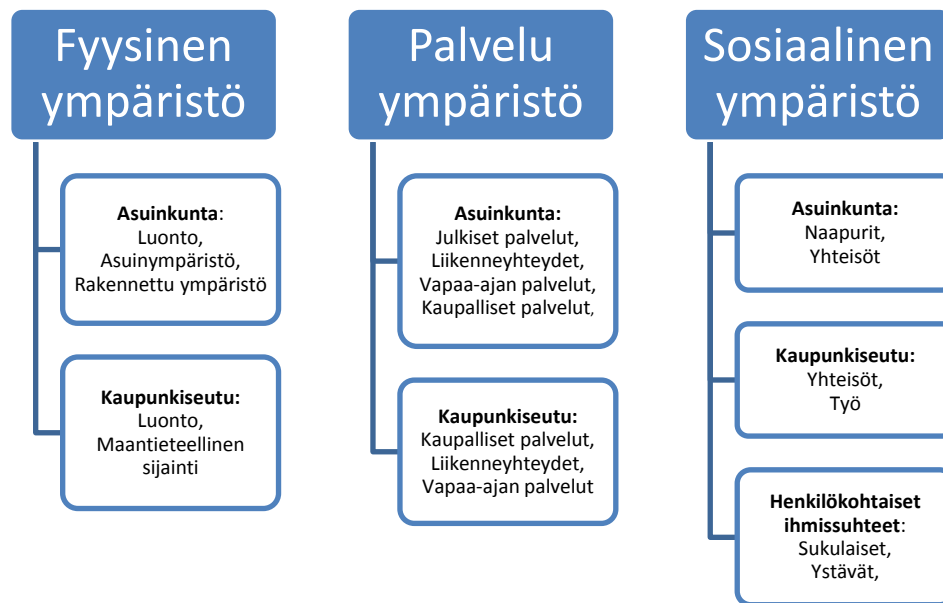 Fyysinen
ympäristö
Asuinkunta:
Luonto,
Asuinympäristö,
Rakennettu ympäristö
Kaupunkiseutu:
Luonto,
Maantieteellinen
sijainti
Palvelu
ympäristö
Asuinkunta:
Julkiset palvelut,
Liikenneyhteydet,
Vapaa-ajan palvelut,
Kaupalliset palvelut,
Kaupunkiseutu:
Kaupalliset palvelut,
Liikenneyhteydet,
Vapaa-ajan palvelut
Sosiaalinen
ympäristö
Asuinkunta:
Naapurit,
Yhteisöt
Kaupunkiseutu:
Yhteisöt,
Työ
Henkilökohtaiset
ihmissuhteet:
Sukulaiset,
Ystävät,